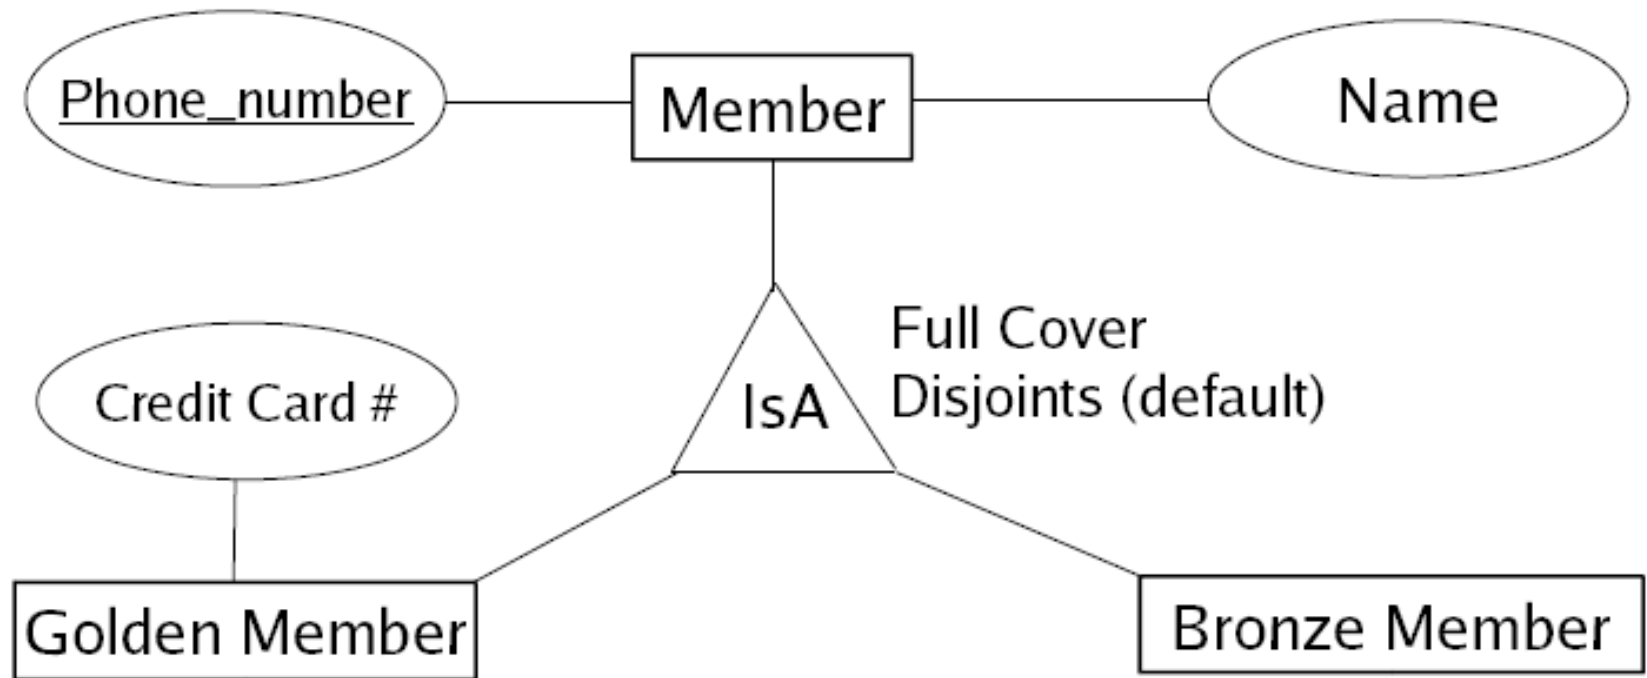 Phone_number
Member
Name
Full Cover
Disjoints (default)
IsA
Credit Card #
Golden Member
Bronze Member